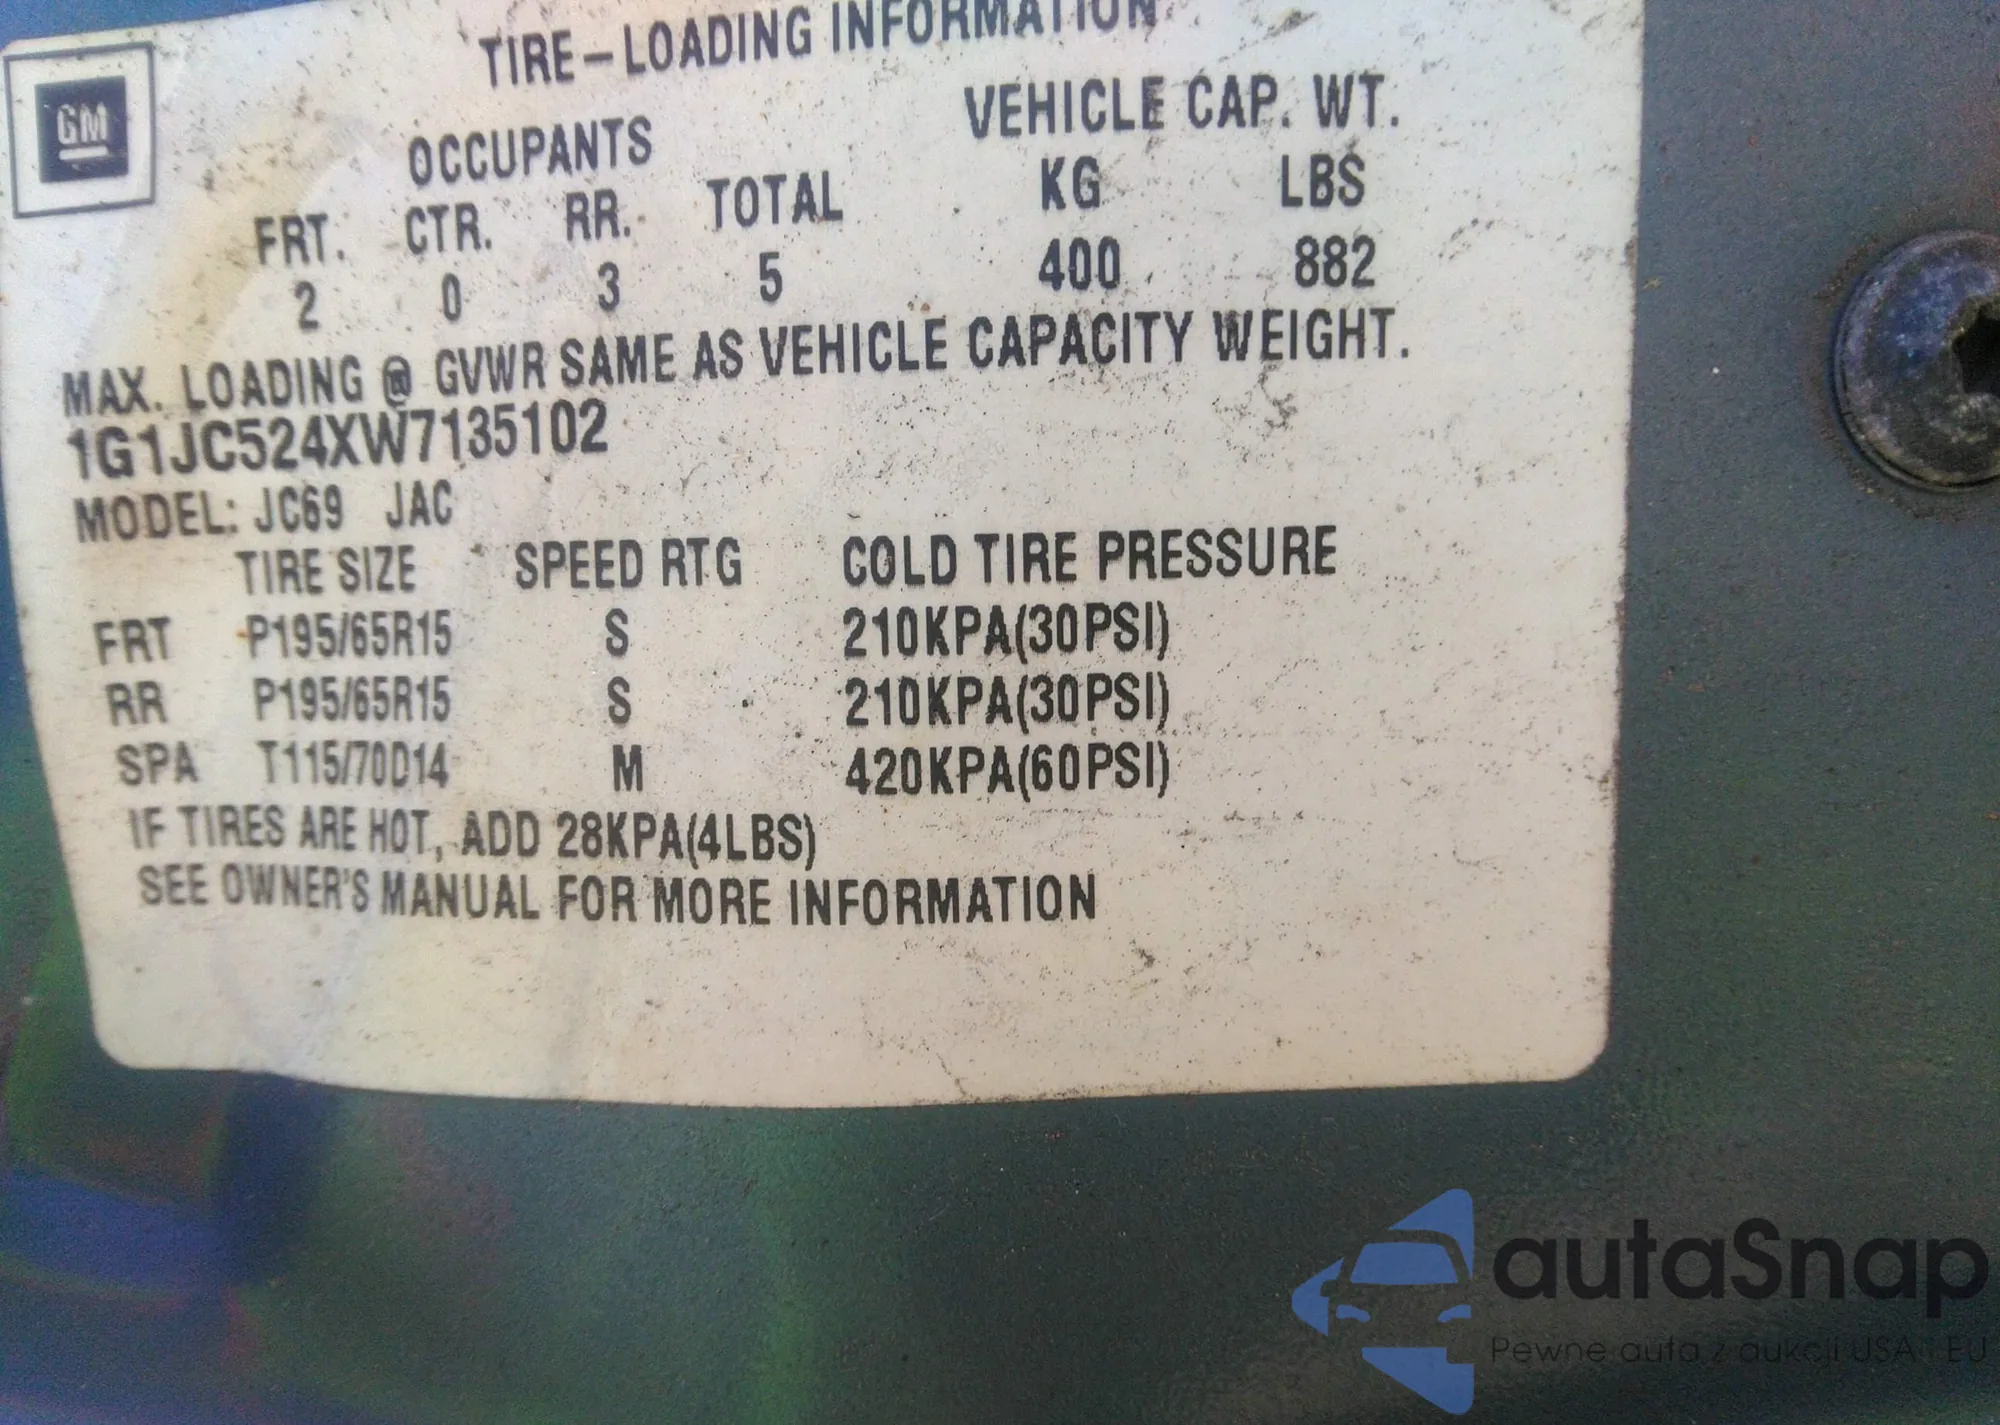 GM
TIRE-LOADING INFORMATION
OCCUPANTS VEHICLE CAP. WT.
FRT. CTR. RR. TOTAL KG LBS
2 0 3 5 400 882
MAX. LOADING @ GVWR SAME AS VEHICLE CAPACITY WEIGHT.
1G1JC524XW7135102
MODEL: JC69 JAC
TIRE SIZE SPEED RTG COLD TIRE PRESSURE
FRT P195/65R15 S 210KPA(30PSI)
RR P195/65R15 S 210KPA(30PSI)
SPA T115/70D14 M 420KPA(60PSI)
IF TIRES ARE HOT, ADD 28KPA(4LBS)
SEE OWNER'S MANUAL FOR MORE INFORMATION
autaSnap
Pewne auta z aukcji USA i EU